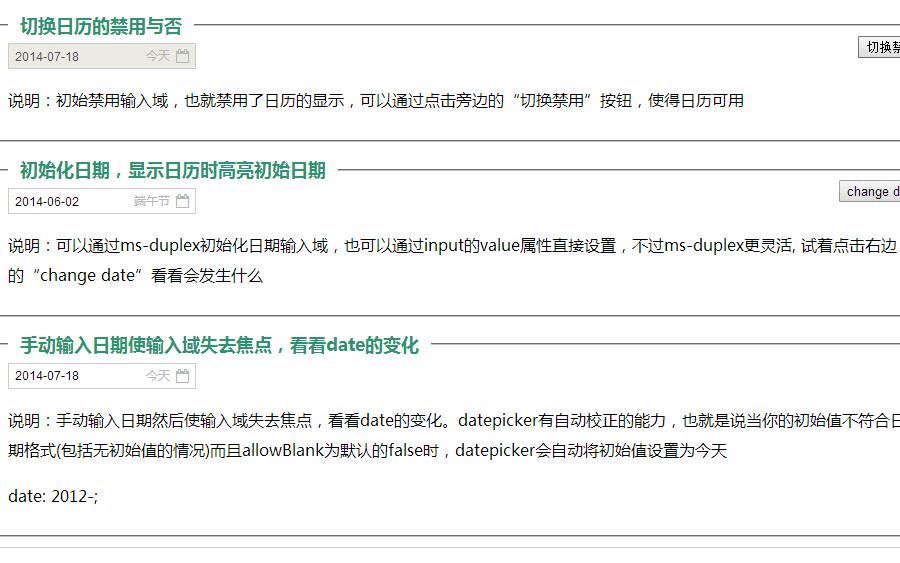 切换日历的禁用与否
2014-07-18 今天
切换禁
说明：初始禁用输入域，也就禁用了日历的显示，可以通过点击旁边的“切换禁用”按钮，使得日历可用
初始化日期，显示日历时高亮初始日期
2014-06-02 端午节
change d
说明：可以通过ms-duplex初始化日期输入域，也可以通过input的value属性直接设置，不过ms-duplex更灵活, 试着点击右边
的“change date”看看会发生什么
手动输入日期使输入域失去焦点，看看date的变化
2014-07-18 今天
说明：手动输入日期然后使输入域失去焦点，看看date的变化。datepicker有自动校正的能力，也就是说当你的初始值不符合日
期格式(包括无初始值的情况)而且allowBlank为默认的false时，datepicker会自动将初始值设置为今天
date: 2012-;